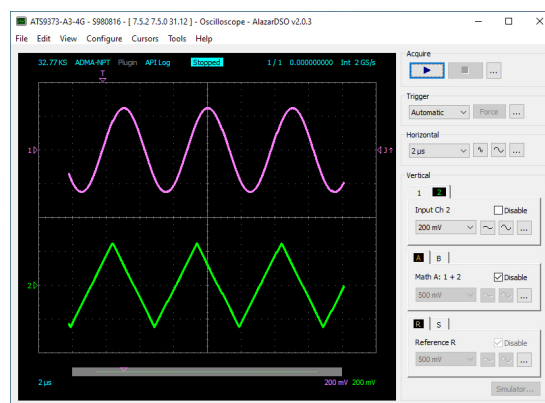 ATS9373-A3-4G - S980816 - [ 7.5.2 7.5.0 31.12 ] - Oscilloscope - AlazarDSO v2.0.3
File Edit View Configure Cursors Tools Help
32.77KS ADMA-NPT Plugin API Log Stopped 1 / 1 0.000000000 Int 2 GS/s
T
1
J↑
2
2 µs 200 mV 200 mV
Acquire
...
Trigger
Automatic Force ...
Horizontal
2 µs ...
Vertical
1 2
Input Ch 2 Disable
200 mV ...
A B
Math A: 1 + 2 Disable
500 mV ...
R S
Reference R Disable
500 mV ...
Simulator...